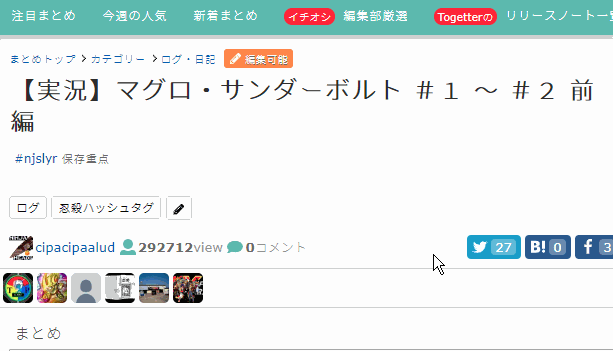 注目まとめ 今週の人気 新着まとめ イチオシ 編集部厳選 Togetterの リリースノート一
まとめトップ カテゴリー ログ・日記 編集可能
【実況】マグロ・サンダーボルト ＃１ ～ ＃２ 前
編
#njslyr 保存重点
ログ 忍殺ハッシュタグ
cipacipaalud 292712view 0コメント 27 B! 0 f 3
まとめ